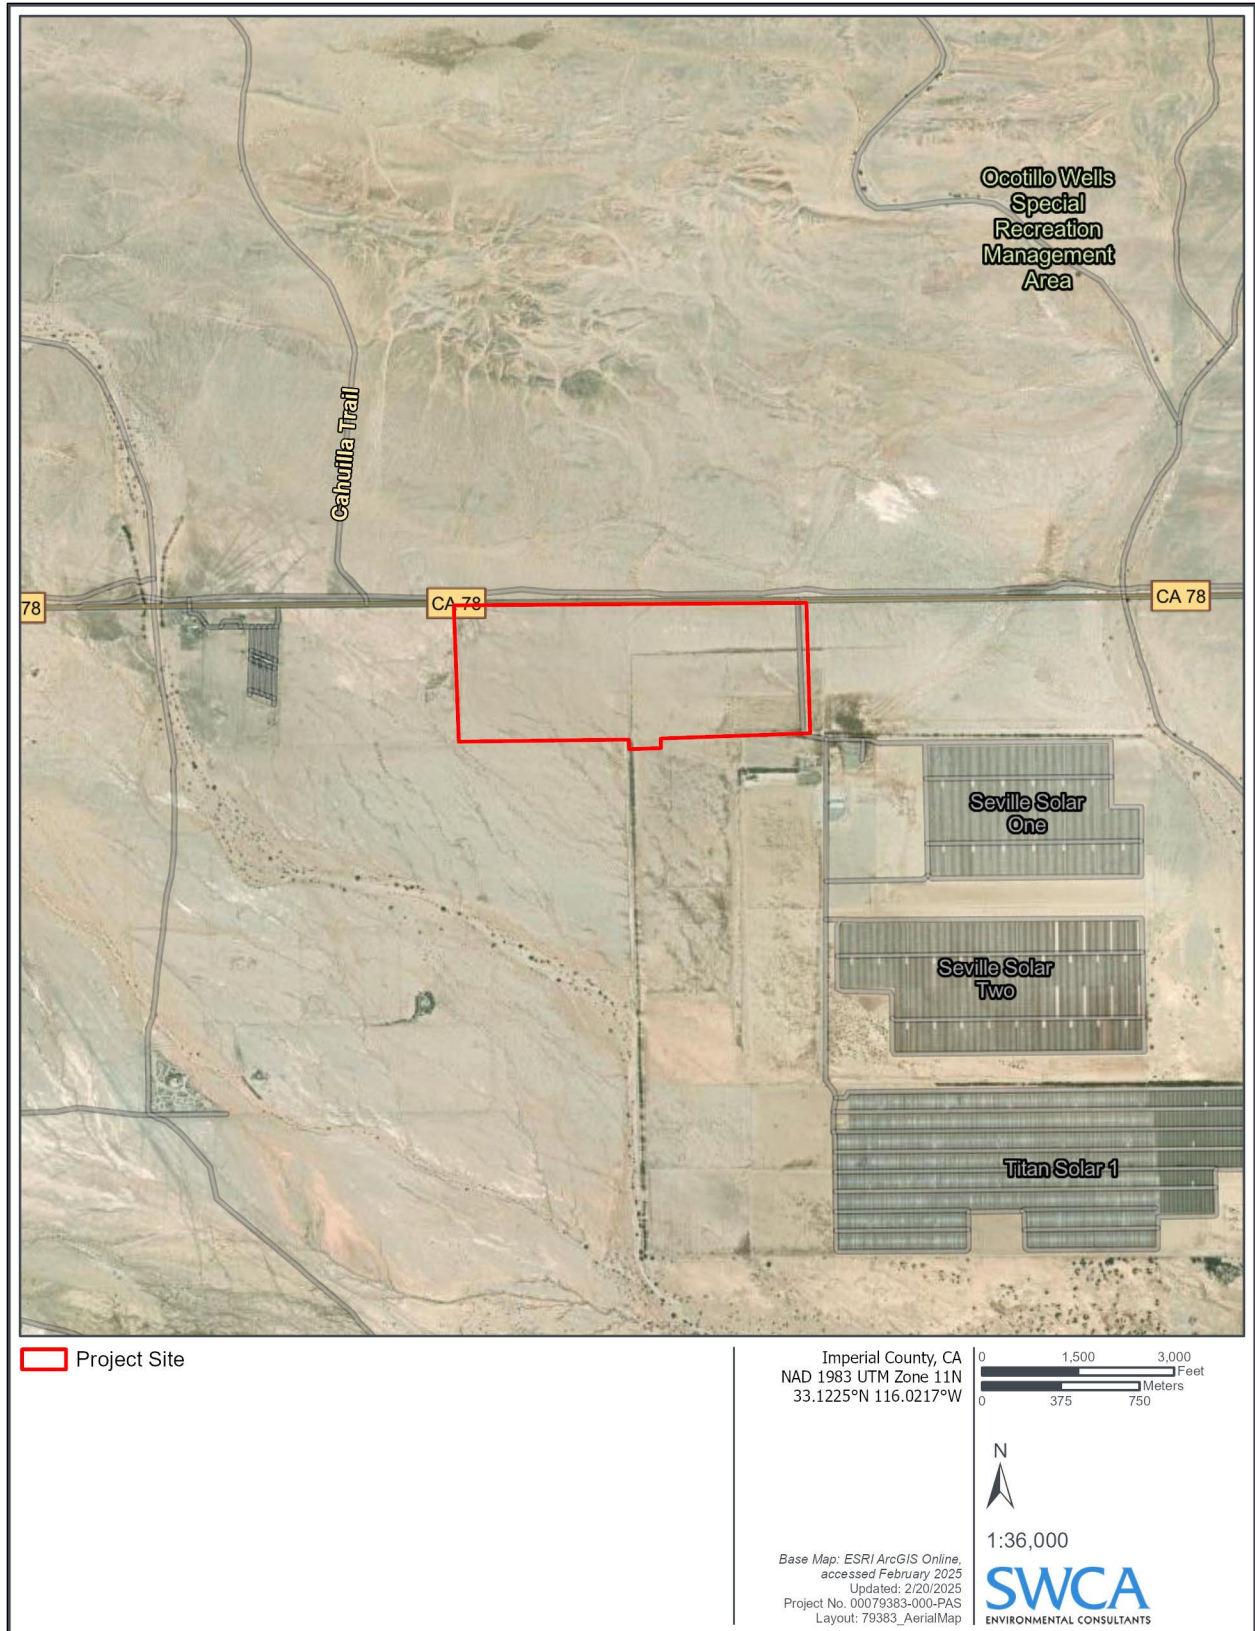 Ocotillo Wells
Special
Recreation
Management
Area
Cahuilla Trail
78
CA 78
CA 78
Seville Solar
One
Seville Solar
Two
Titan Solar 1
Project Site
Imperial County, CA
NAD 1983 UTM Zone 11N
33.1225°N 116.0217°W
0 1,500 3,000
Feet
Meters
0 375 750
N
1:36,000
Base Map: ESRI ArcGIS Online,
accessed February 2025
Updated: 2/20/2025
Project No. 00079383-000-PAS
Layout: 79383_AerialMap
SWCA
ENVIRONMENTAL CONSULTANTS